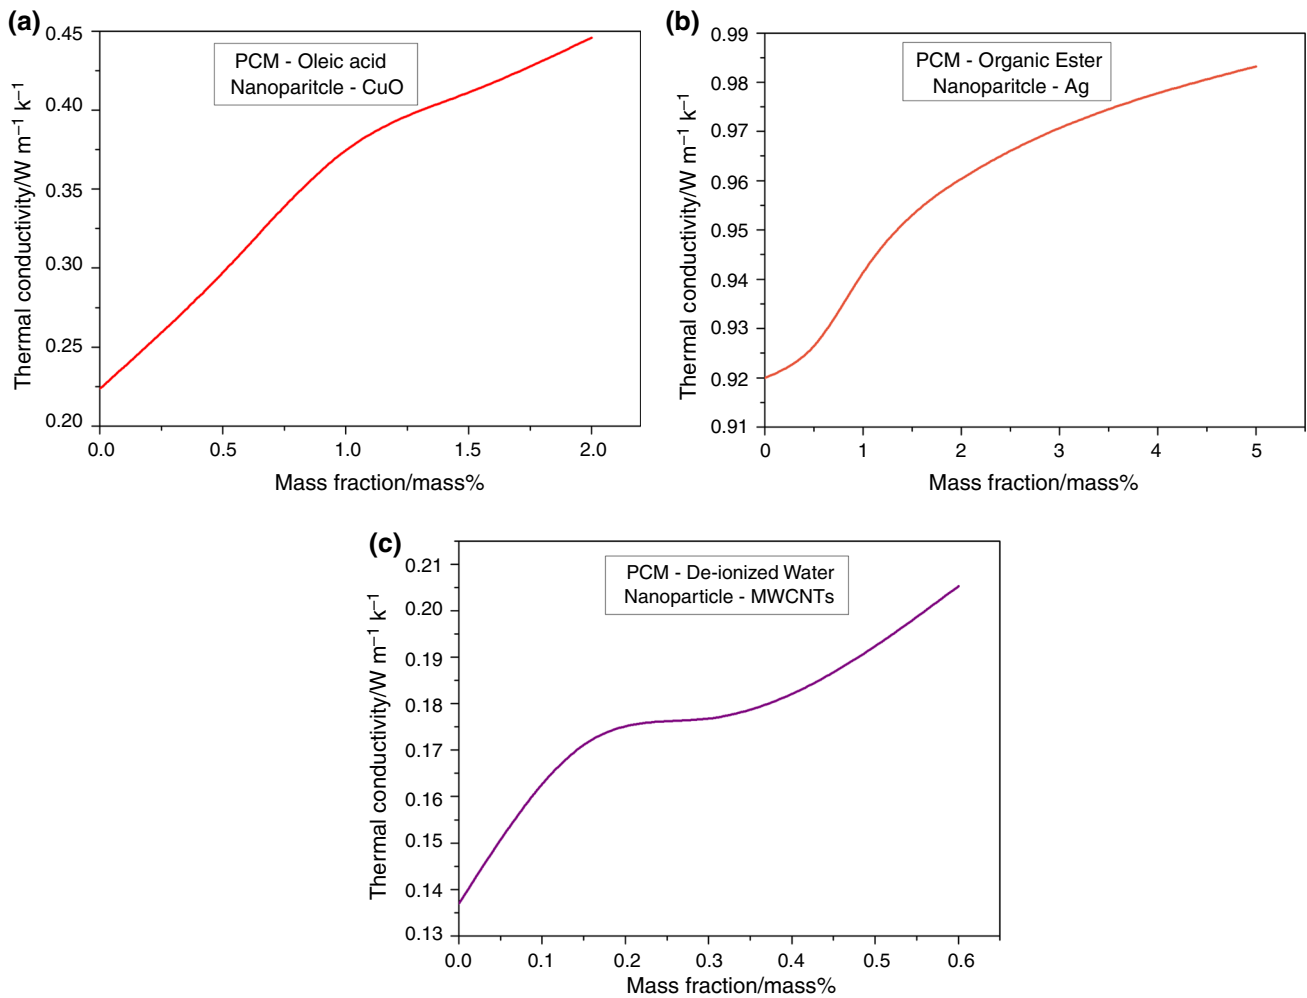 (a)
0.45
0.40
0.35
0.30
0.25
0.20
Thermal conductivity/W m⁻¹ k⁻¹
PCM - Oleic acid
Nanoparitcle - CuO
0.0 0.5 1.0 1.5 2.0
Mass fraction/mass%
(b)
0.99
0.98
0.97
0.96
0.95
0.94
0.93
0.92
0.91
Thermal conductivity/W m⁻¹ k⁻¹
PCM - Organic Ester
Nanoparitcle - Ag
0 1 2 3 4 5
Mass fraction/mass%
(c)
0.21
0.20
0.19
0.18
0.17
0.16
0.15
0.14
0.13
Thermal conductivity/W m⁻¹ k⁻¹
PCM - De-ionized Water
Nanoparticle - MWCNTs
0.0 0.1 0.2 0.3 0.4 0.5 0.6
Mass fraction/mass%